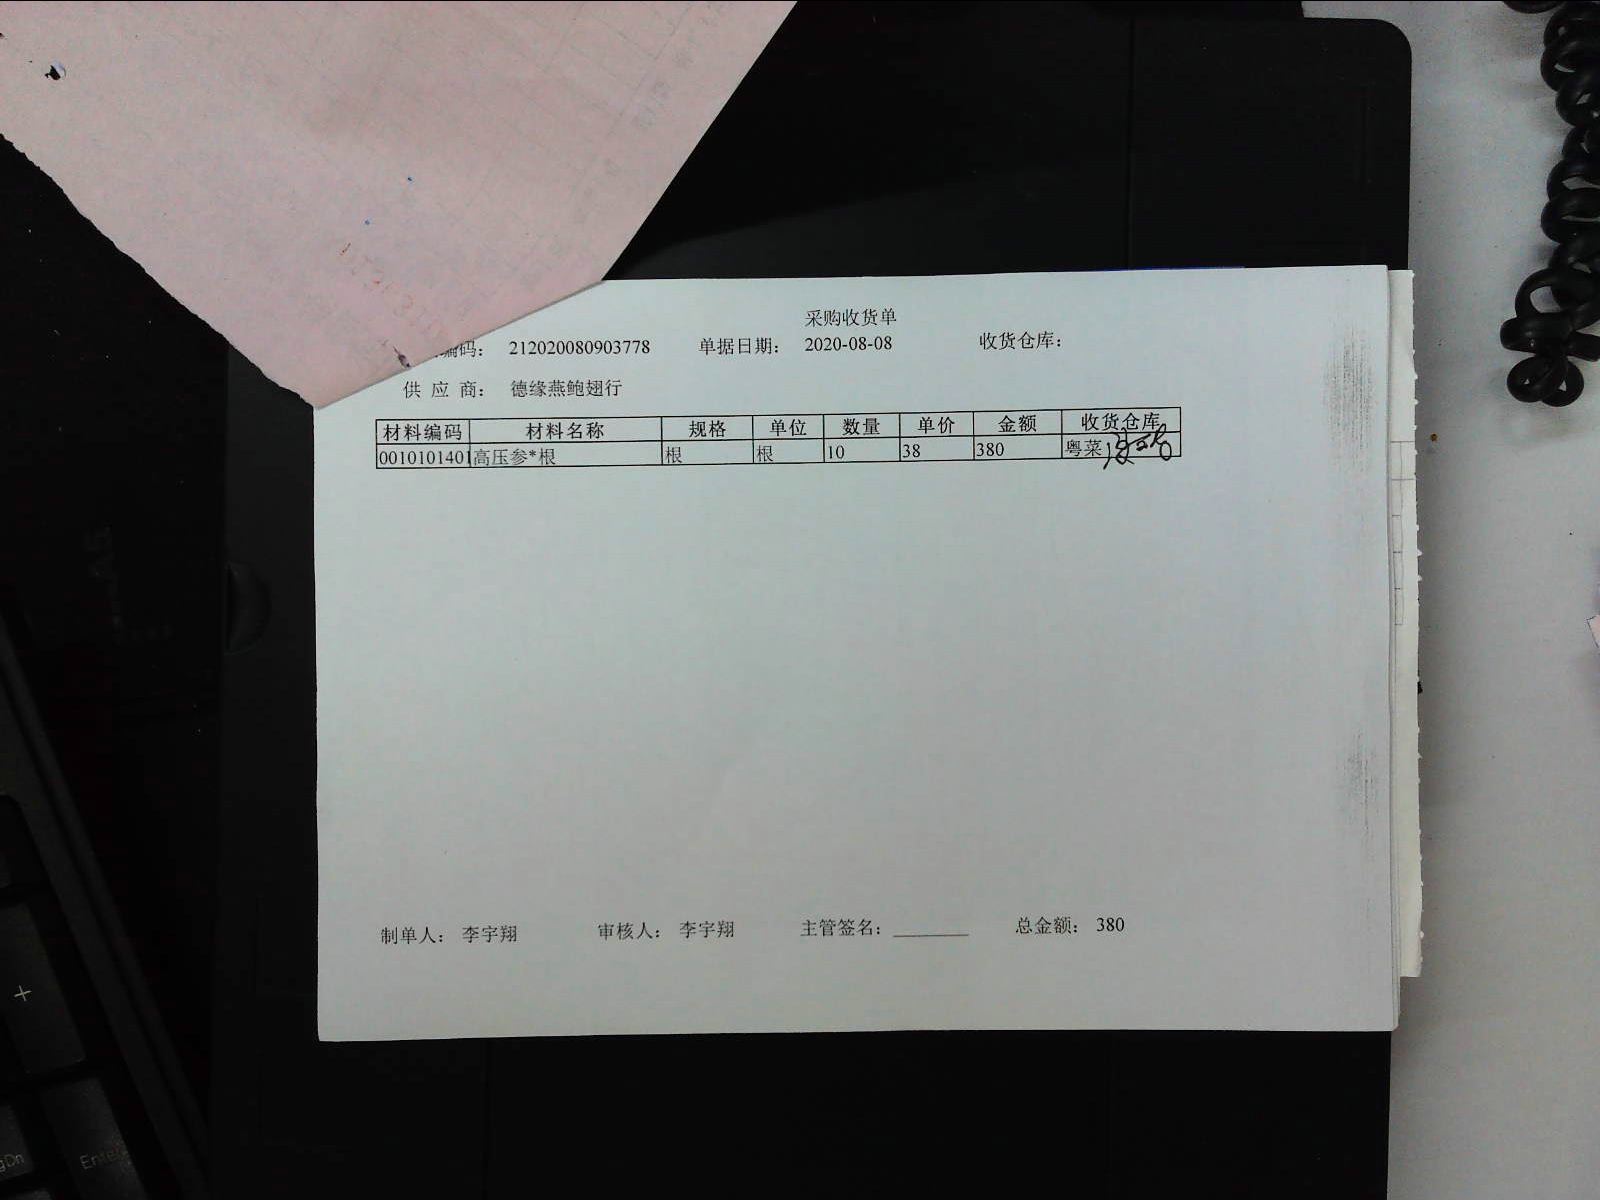 采购收货单
编码： 212020080903778 单据日期： 2020-08-08 收货仓库：
供 应 商： 德缘燕鲍翅行
材料编码 材料名称 规格 单位 数量 单价 金额 收货仓库
0010101401 高压参*根 根 根 10 38 380 粤菜
制单人： 李宇翔 审核人： 李宇翔 主管签名： 总金额： 380
+
Enter